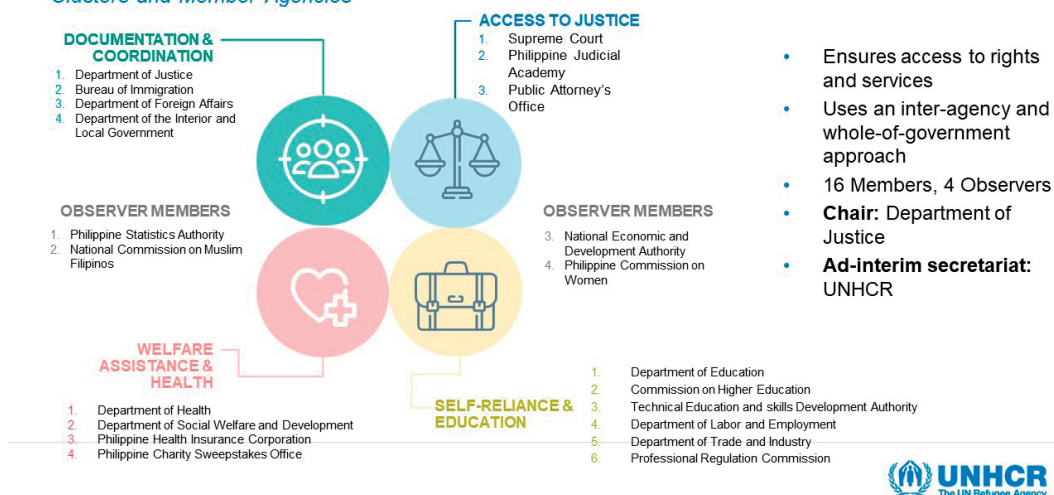 Clusters and Member Agencies
DOCUMENTATION &
COORDINATION
1. Department of Justice
2. Bureau of Immigration
3. Department of Foreign Affairs
4. Department of the Interior and
Local Government
ACCESS TO JUSTICE
1. Supreme Court
2. Philippine Judicial
Academy
3. Public Attorney's
Office
OBSERVER MEMBERS
1. Philippine Statistics Authority
2. National Commission on Muslim
Filipinos
OBSERVER MEMBERS
3. National Economic and
Development Authority
4. Philippine Commission on
Women
WELFARE
ASSISTANCE &
HEALTH
1. Department of Health
2. Department of Social Welfare and Development
3. Philippine Health Insurance Corporation
4. Philippine Charity Sweepstakes Office
SELF-RELIANCE &
EDUCATION
1. Department of Education
2. Commission on Higher Education
3. Technical Education and skills Development Authority
4. Department of Labor and Employment
5. Department of Trade and Industry
6. Professional Regulation Commission
• Ensures access to rights
and services
• Uses an inter-agency and
whole-of-government
approach
• 16 Members, 4 Observers
• Chair: Department of
Justice
• Ad-interim secretariat:
UNHCR
UNHCR
The UN Refugee Agency